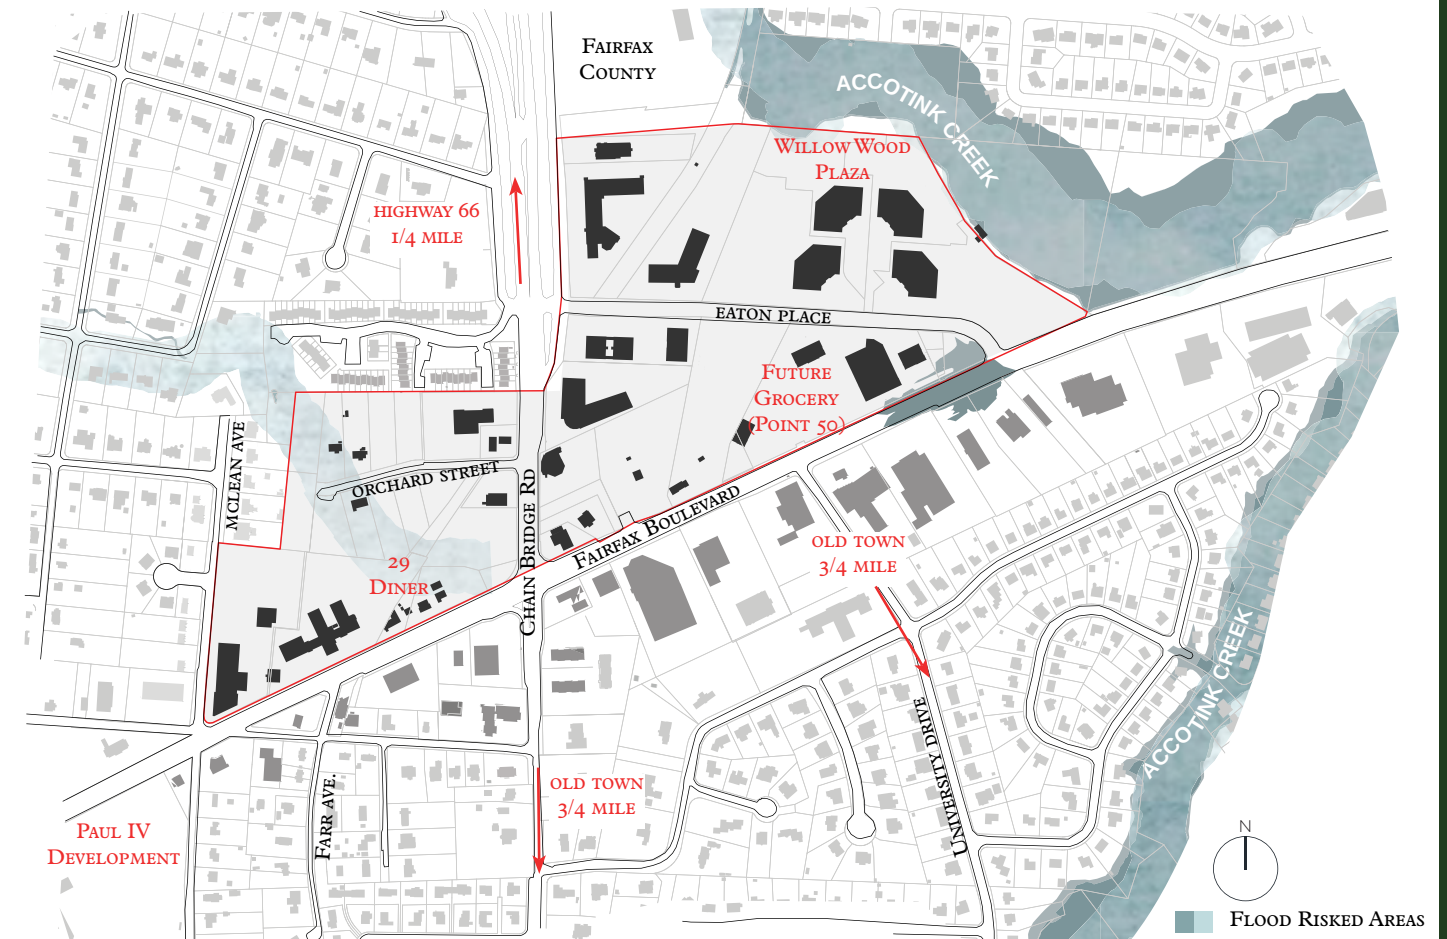 Fairfax
County
ACCOTINK CREEK
Willow Wood
Plaza
highway 66
1/4 mile
EATON PLACE
Future
Grocery
(Point 50)
MCLEAN AVE
ORCHARD STREET
CHAIN BRIDGE RD
FAIRFAX BOULEVARD
29
Diner
old town
3/4 mile
ACCOTINK CREEK
UNIVERSITY DRIVE
old town
3/4 mile
FARR AVE.
Paul IV
Development
N
Flood Risked Areas